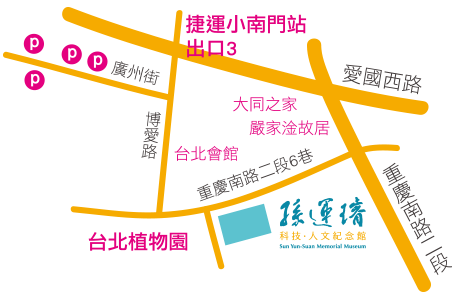 捷運小南門站
出口3
P
P
P
P
廣州街
愛國西路
大同之家
嚴家淦故居
博愛路
台北會館
重慶南路二段6巷
重慶南路二段
台北植物園
孫運璿
科技·人文紀念館
Sun Yun-Suan Memorial Museum